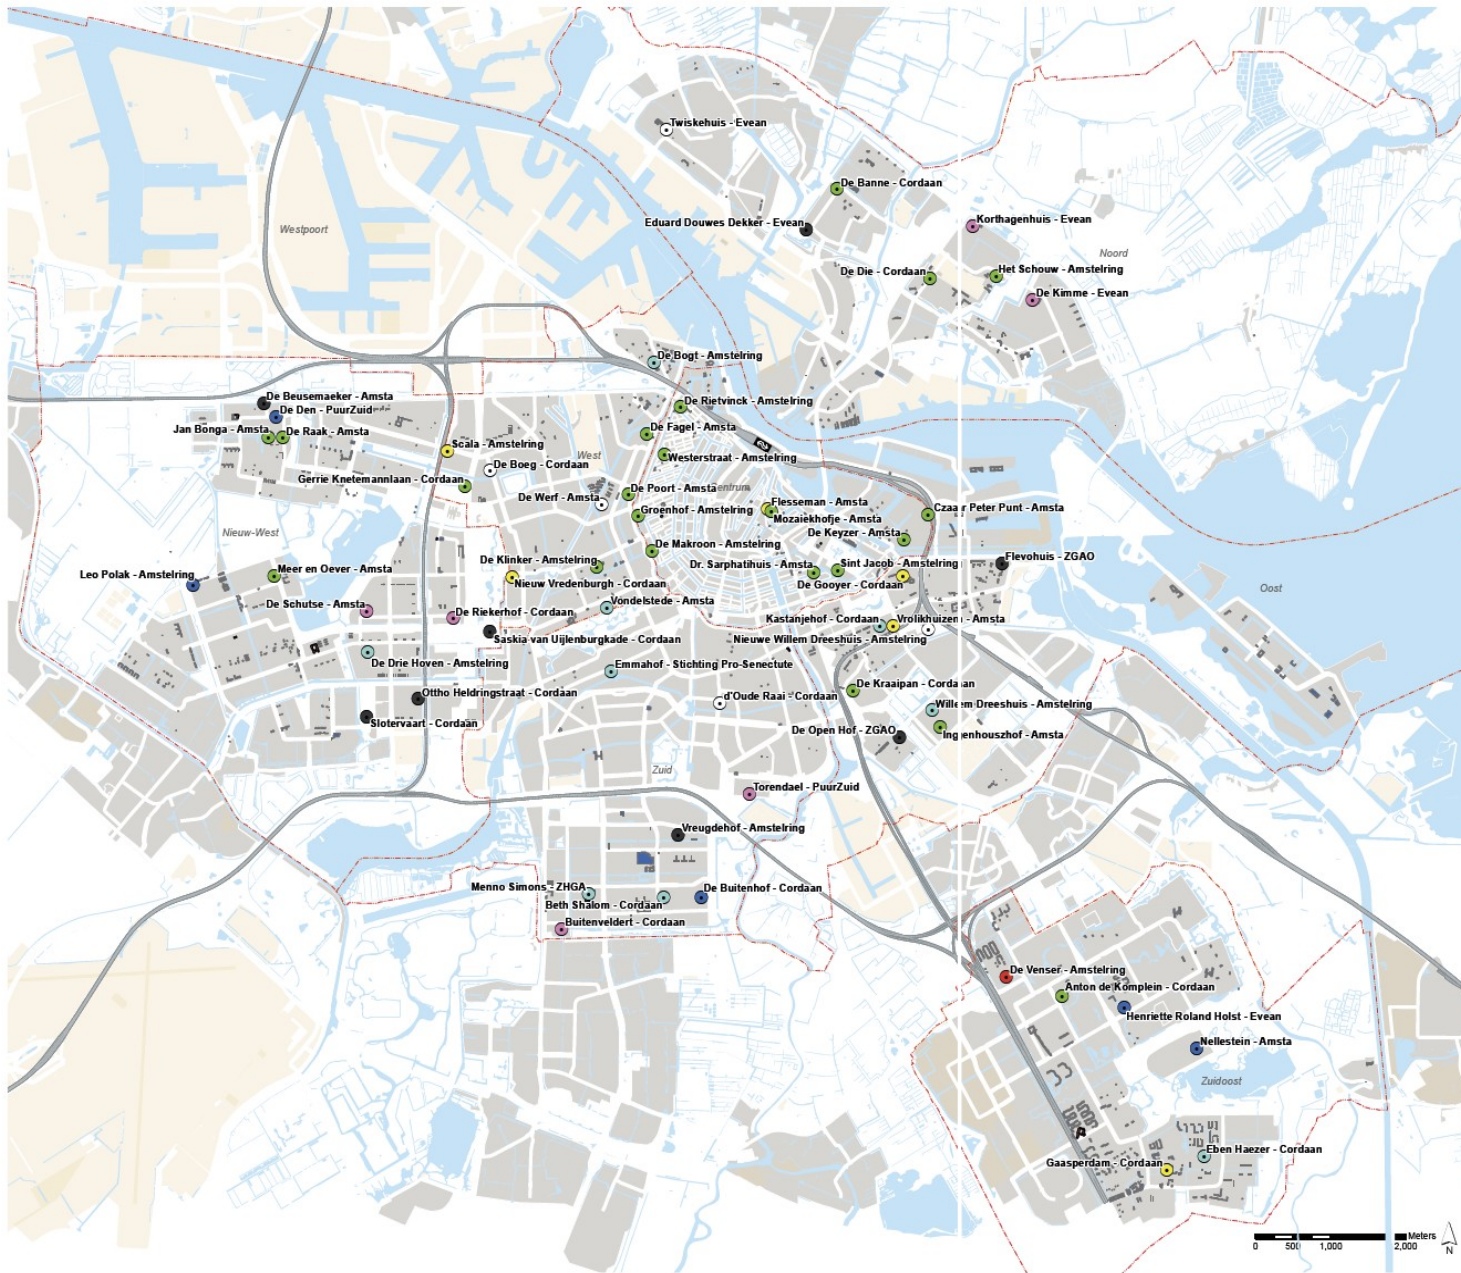 Twiskehuis - Evean
De Banne - Cordaan
Eduard Douwes Dekker - Evean
Korthagenhuis - Evean
Westpoort
Noord
De Die - Cordaan
Het Schouw - Amstelring
De Kimme - Evean
De Bogt - Amstelring
De Beusemaeker - Amsta
De Rietvinck - Amstelring
De Den - PuurZuid
Jan Bonga - Amsta
De Raak - Amsta
De Fagel - Amsta
Scala - Amstelring
West
Westerstraat - Amstelring
De Boeg - Cordaan
Gerrie Knetemannlaan - Cordaan
De Poort - Amsta
De Werf - Amsta
Flesseman - Amsta
Groenhof - Amstelring
Czaar Peter Punt - Amsta
Mozaiekhofje - Amsta
Nieuw-West
De Keyzer - Amsta
De Makroon - Amstelring
Flevohuis - ZGAO
De Klinker - Amstelring
Dr. Sarphatihuis - Amsta
Sint Jacob - Amstelring
Leo Polak - Amstelring
Meer en Oever - Amsta
Nieuw Vredenburgh - Cordaan
De Gooyer - Cordaan
Oost
Vondelstede - Amsta
De Schutse - Amsta
De Riekerhof - Cordaan
Kastanjehof - Cordaan
Vrolikhuizen - Amsta
Saskia van Uijlenburgkade - Cordaan
Nieuwe Willem Dreeshuis - Amstelring
De Drie Hoven - Amstelring
Emmahof - Stichting Pro-Senectute
De Kraaipan - Cordaan
Ottho Heldringstraat - Cordaan
d'Oude Raai - Cordaan
Willem Dreeshuis - Amstelring
Slotervaart - Cordaan
De Open Hof - ZGAO
Ingenhouszhof - Amsta
Zuid
Torendael - PuurZuid
Vreugdehof - Amstelring
Menno Simons - ZHGA
De Buitenhof - Cordaan
Beth Shalom - Cordaan
Buitenveldert - Cordaan
De Venser - Amstelring
Anton de Komplein - Cordaan
Henriette Roland Holst - Evean
Nellestein - Amsta
Zuidoost
Eben Haezer - Cordaan
Gaasperdam - Cordaan
Meters
0 500 1,000 2,000
N